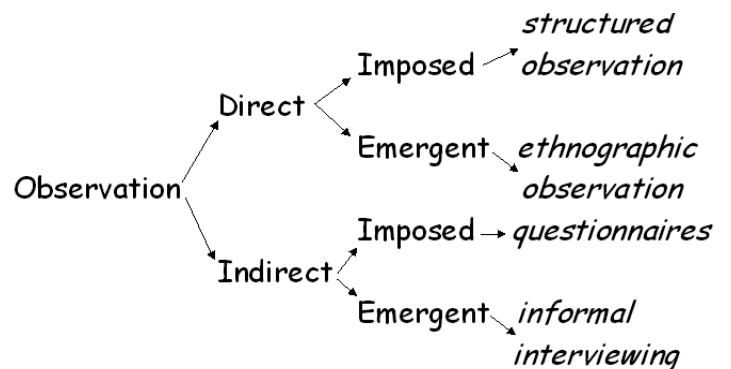 structured
Imposed observation
Direct
Emergent ethnographic
Observation observation
Imposed questionnaires
Indirect
Emergent informal
interviewing